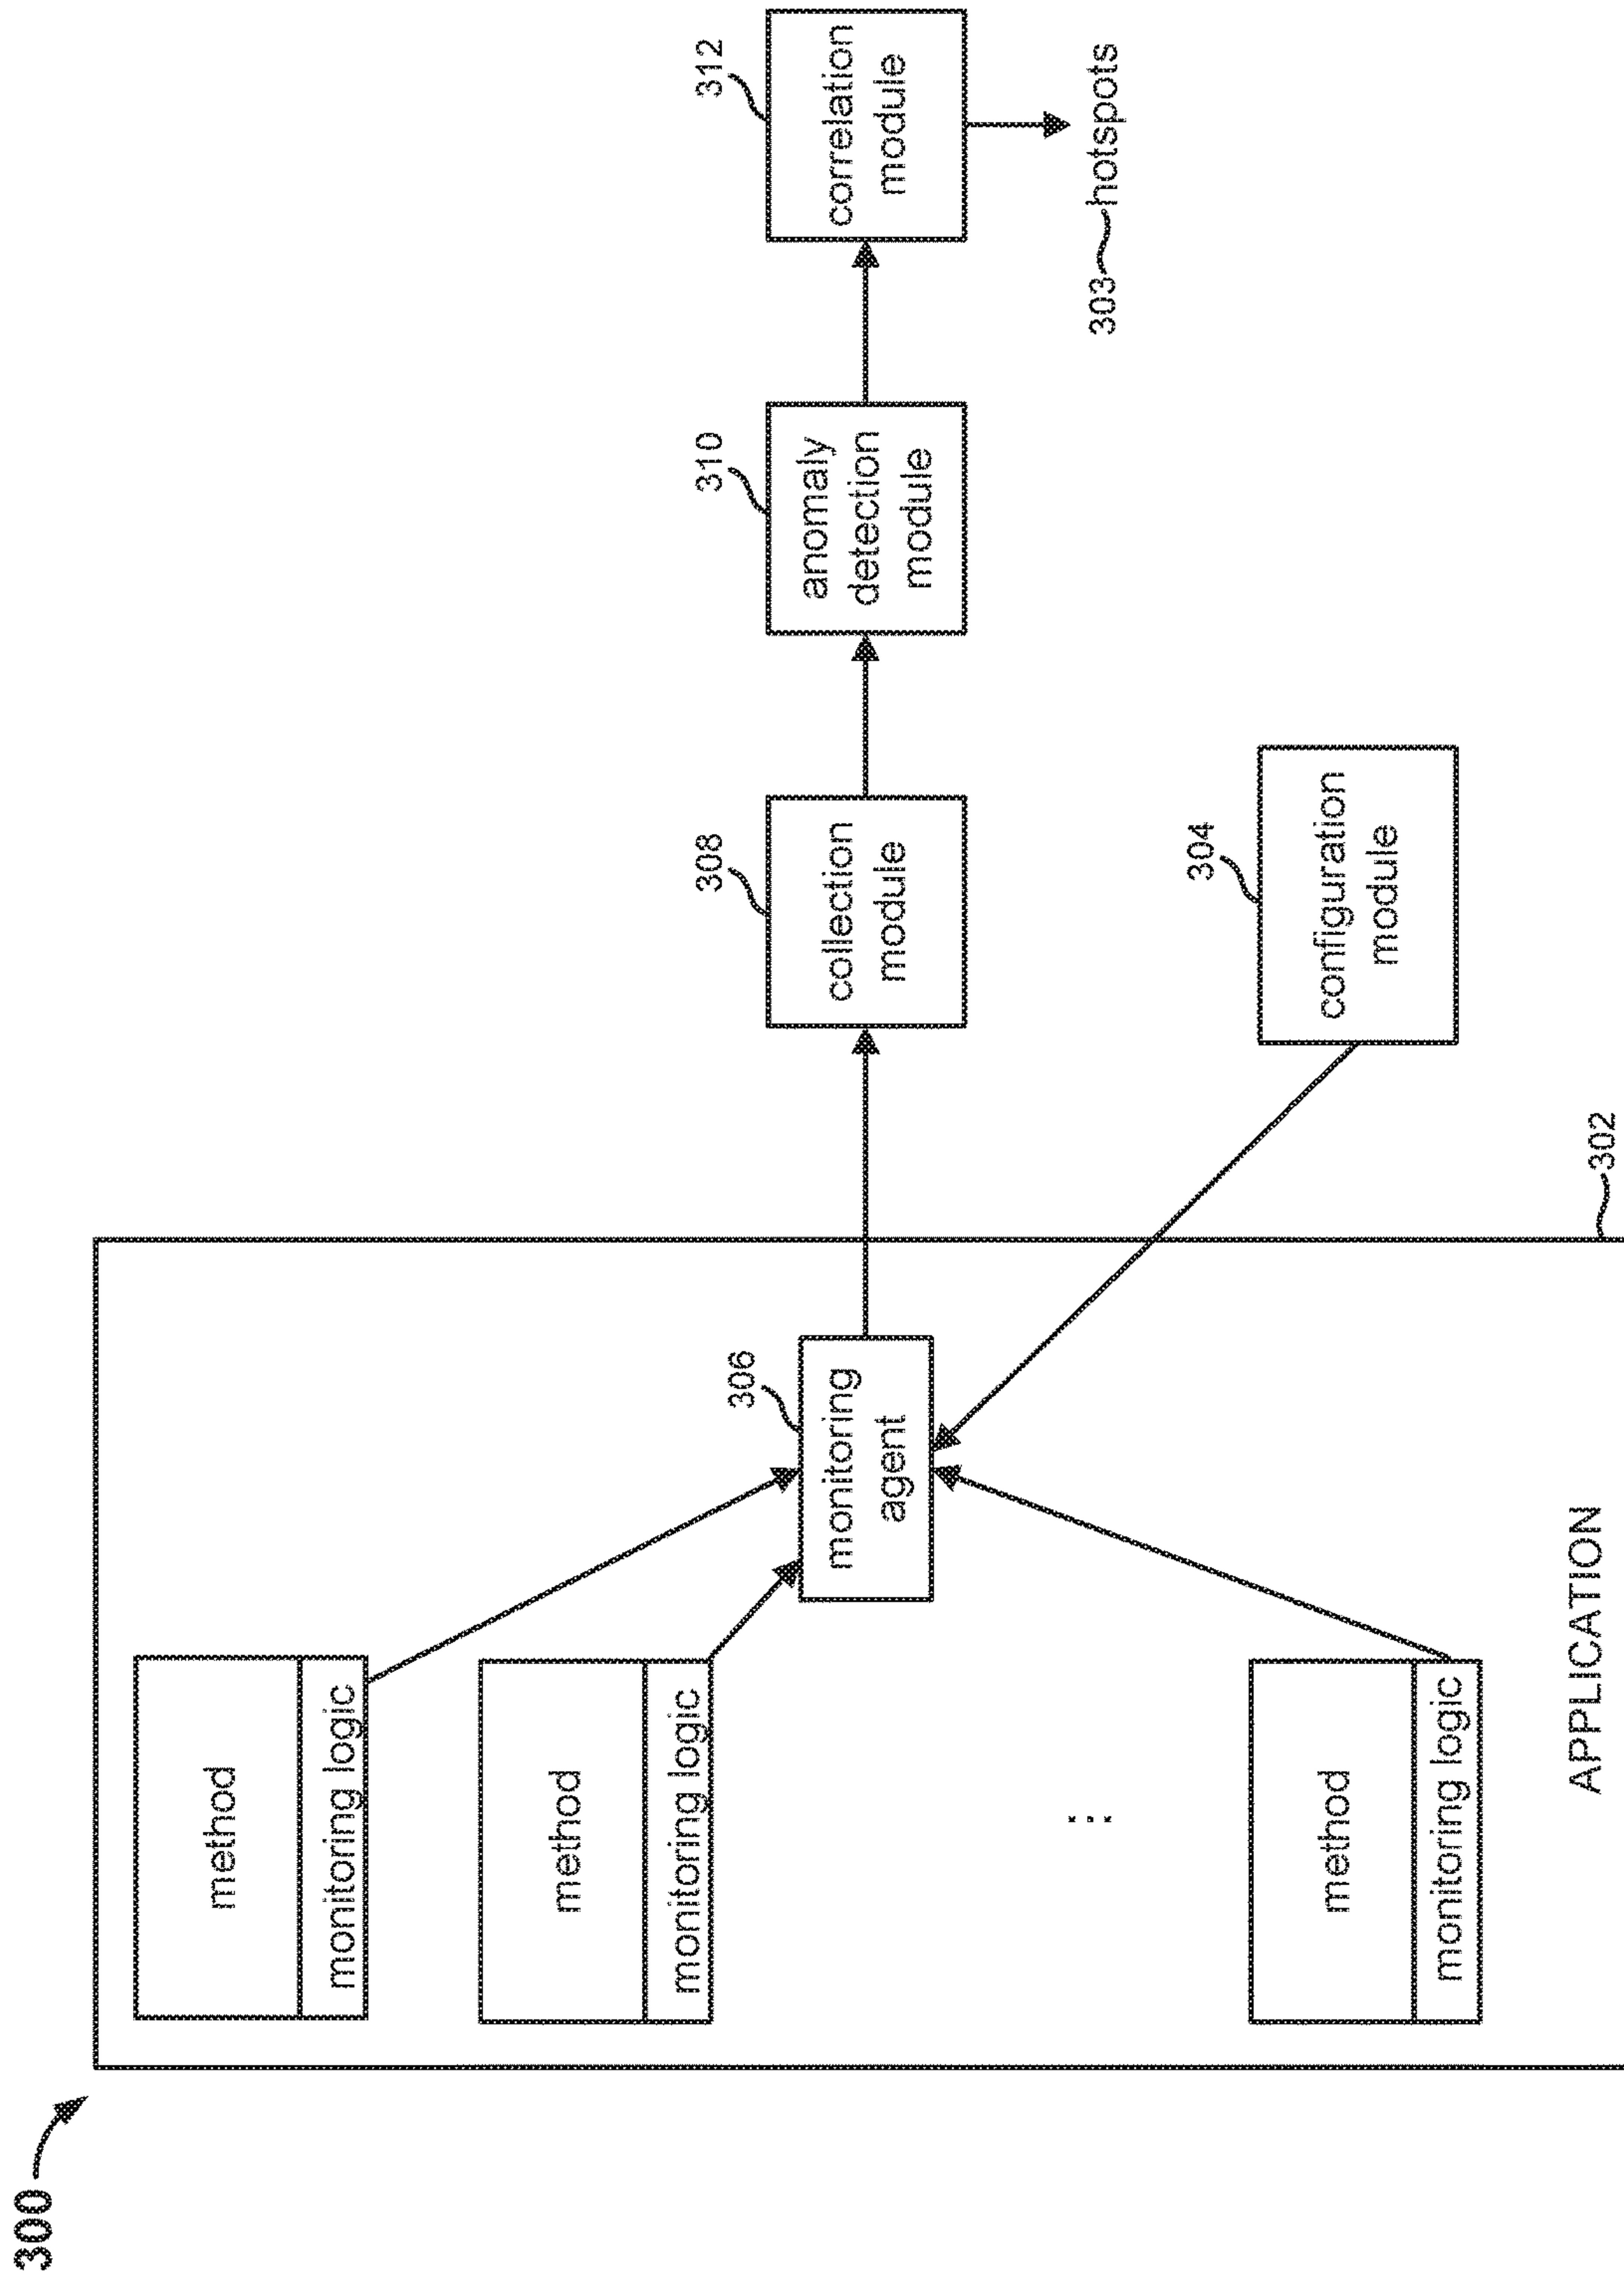 300
method
monitoring logic
method
monitoring logic
...
method
monitoring logic
APPLICATION
302
306
monitoring
agent
308
collection
module
304
configuration
module
310
anomaly
detection
module
312
correlation
module
303
hotspots